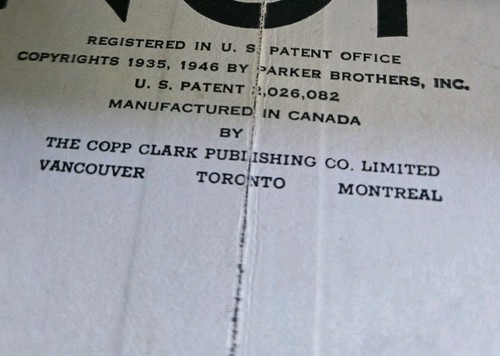 REGISTERED IN U. S. PATENT OFFICE
COPYRIGHTS 1935, 1946 BY PARKER BROTHERS, INC.
U. S. PATENT ,026,082
MANUFACTURED IN CANADA
BY
THE COPP CLARK PUBLISHING CO. LIMITED
VANCOUVER TORONTO MONTREAL